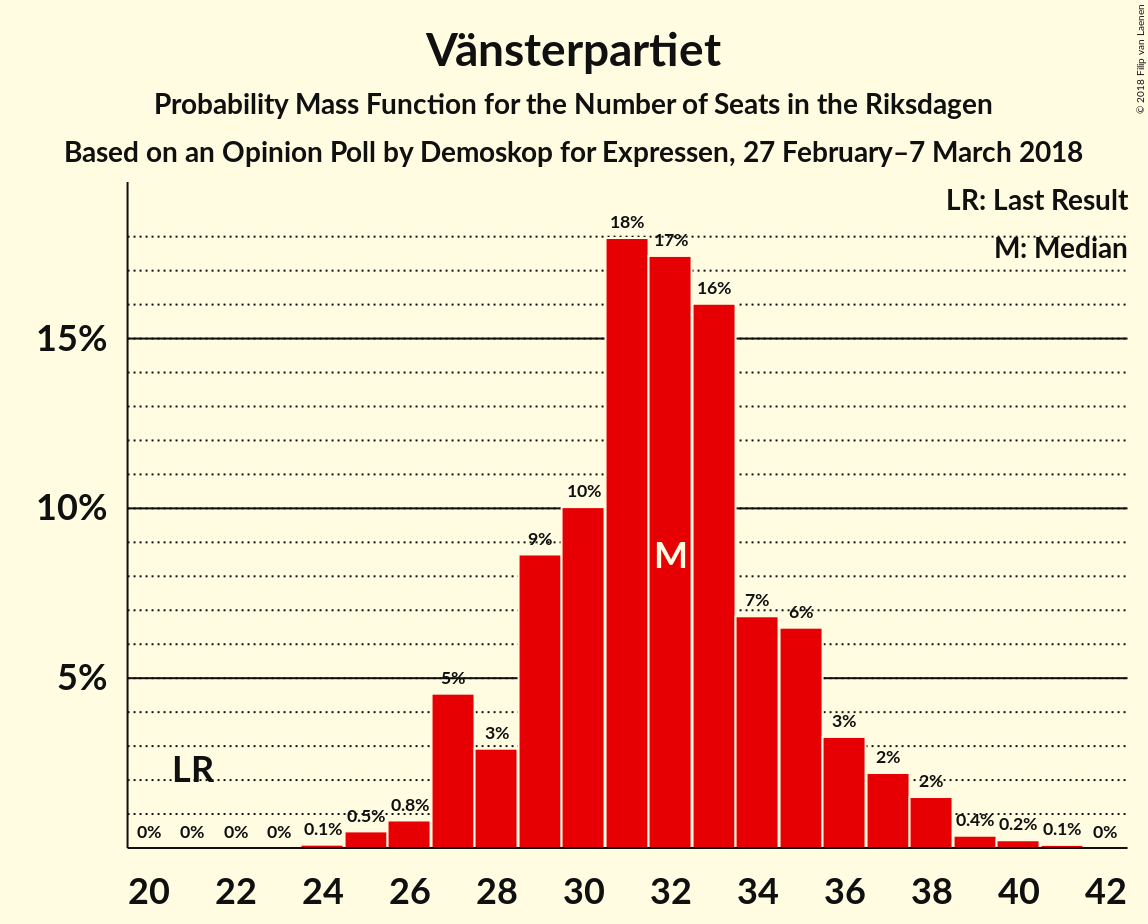 Vänsterpartiet
Probability Mass Function for the Number of Seats in the Riksdagen
Based on an Opinion Poll by Demoskop for Expressen, 27 February–7 March 2018
© 2018 Filip van Laenen
LR: Last Result
M: Median
15%
10%
5%
0% 0% 0% 0% 0.1% 0.5% 0.8% 5% 3% 9% 10% 18% 17% 16% 7% 6% 3% 2% 2% 0.4% 0.2% 0.1% 0%
LR
M
20 22 24 26 28 30 32 34 36 38 40 42